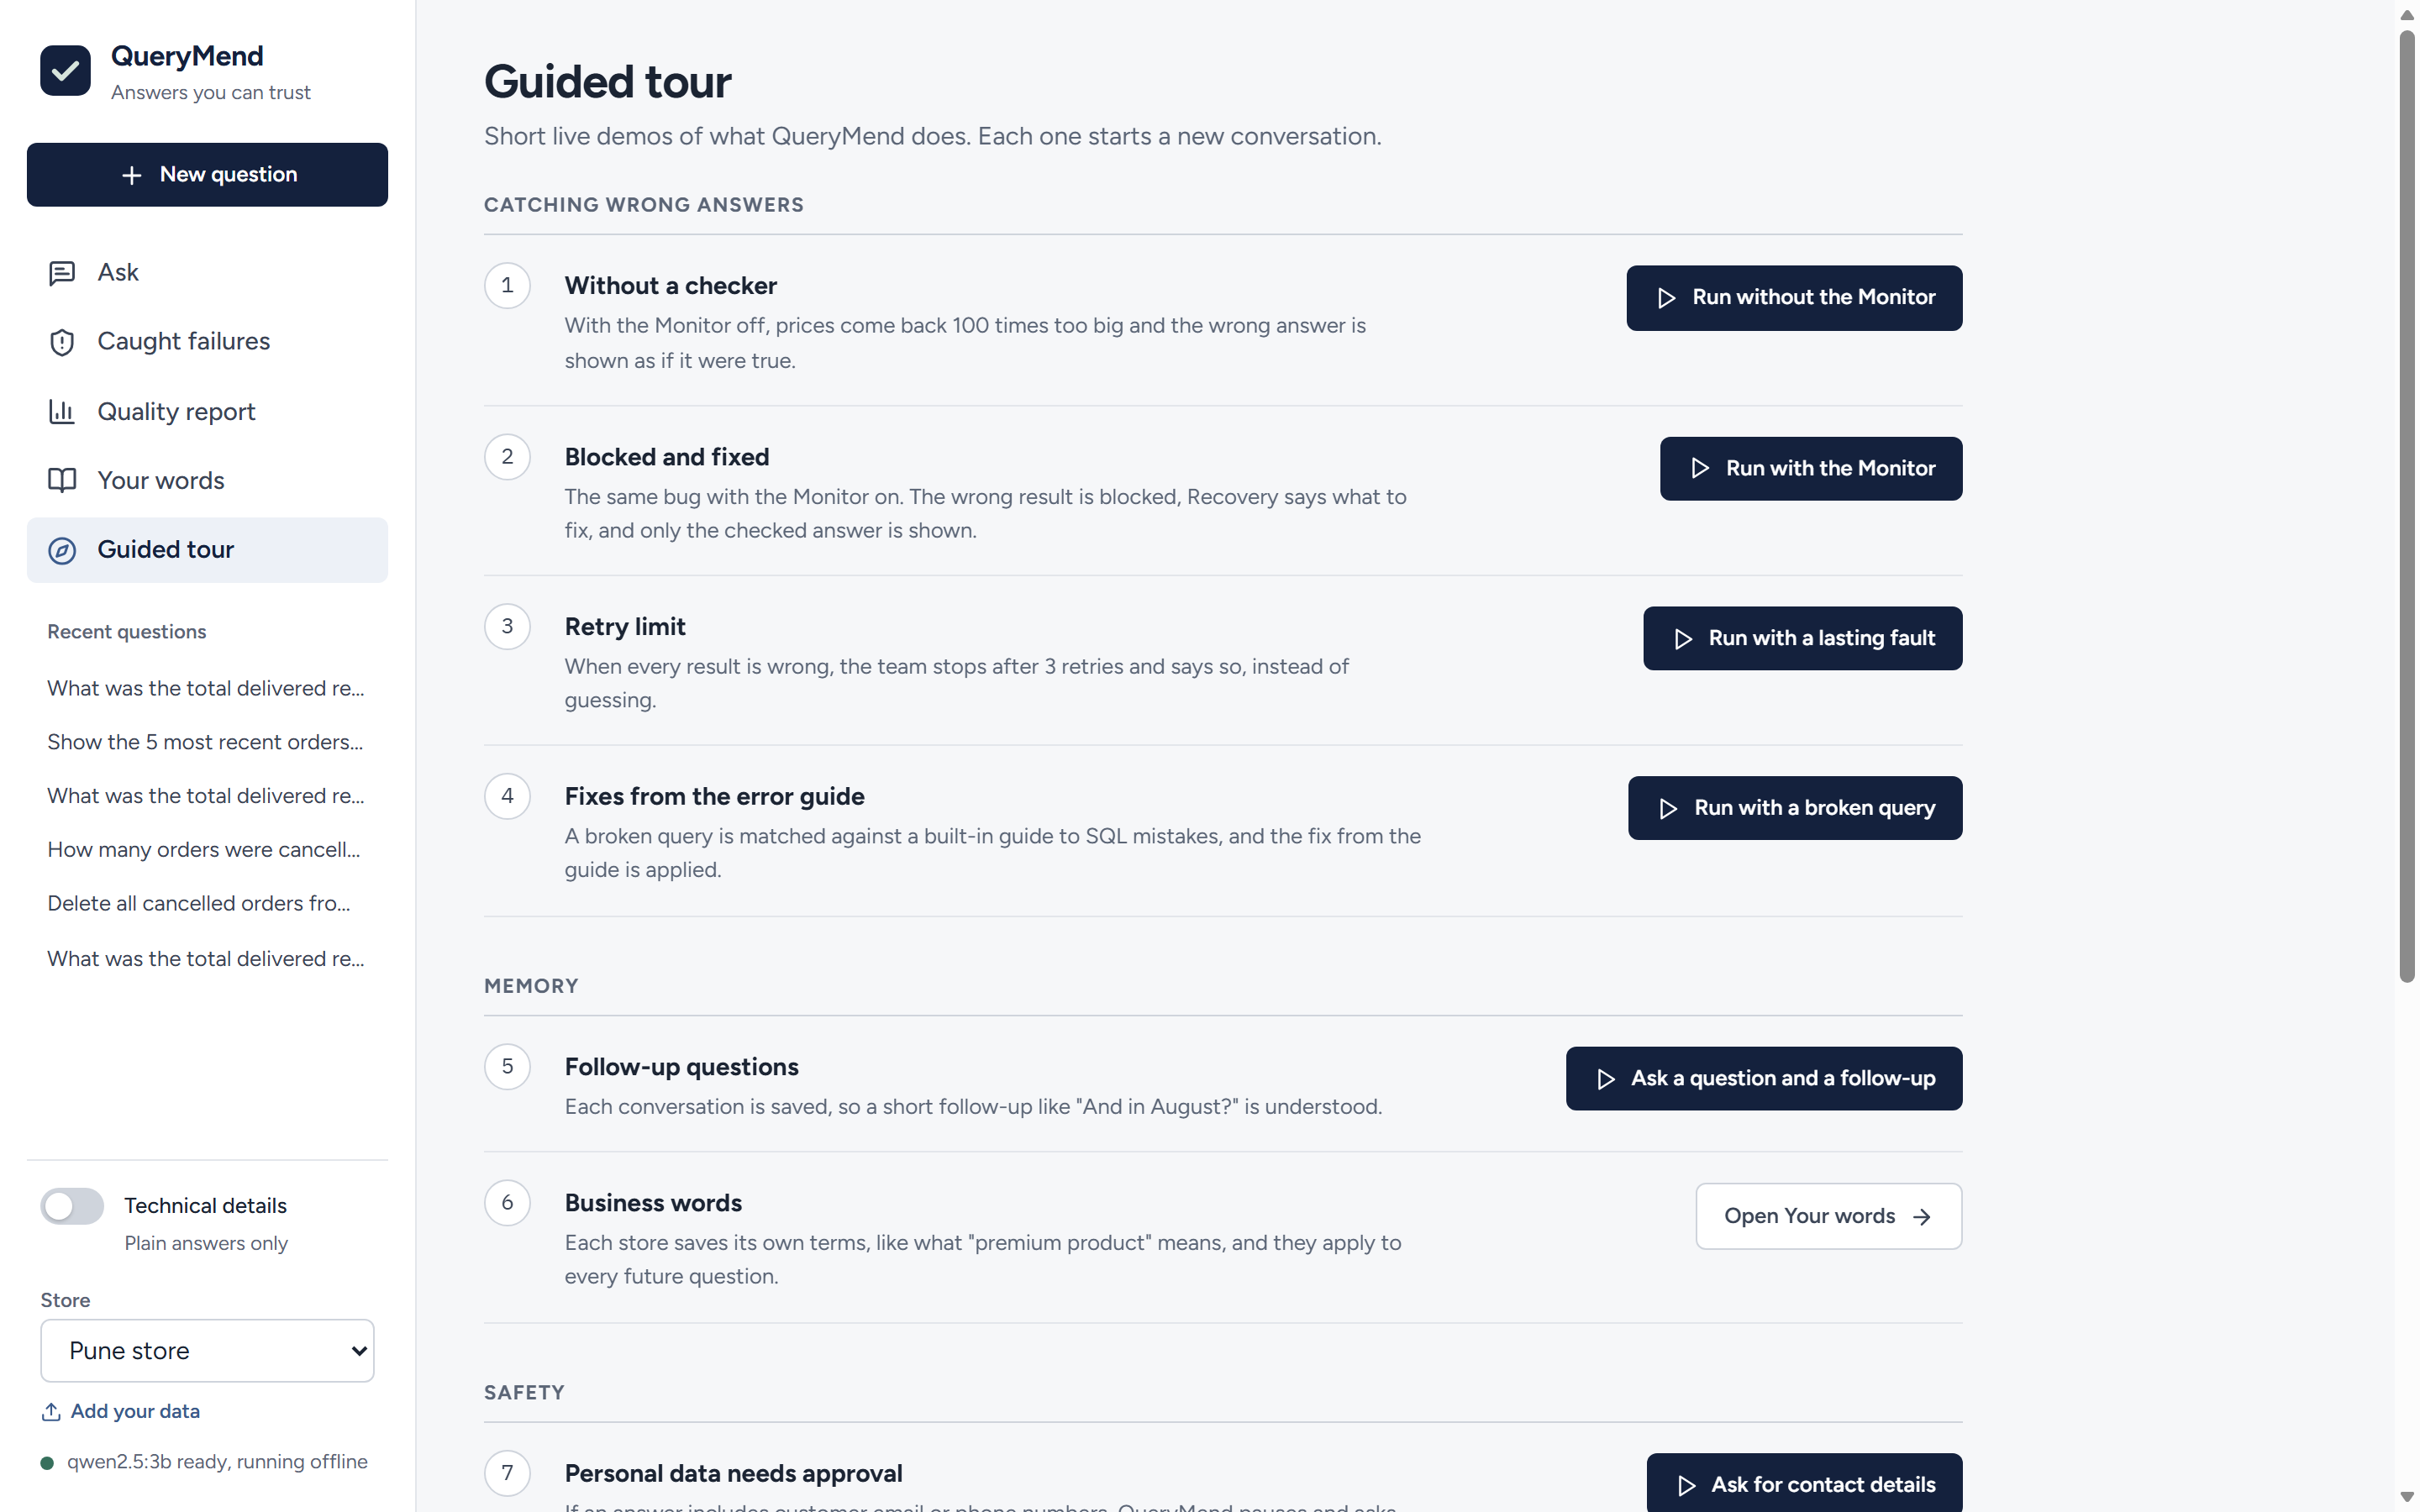 QueryMend
Answers you can trust
New question
Ask
Caught failures
Quality report
Your words
Guided tour
Recent questions
What was the total delivered re...
Show the 5 most recent orders...
What was the total delivered re...
How many orders were cancell...
Delete all cancelled orders fro...
What was the total delivered re...
Technical details
Plain answers only
Store
Pune store
Add your data
qwen2.5:3b ready, running offline
Guided tour
Short live demos of what QueryMend does. Each one starts a new conversation.
CATCHING WRONG ANSWERS
1
Without a checker
With the Monitor off, prices come back 100 times too big and the wrong answer is
shown as if it were true.
Run without the Monitor
2
Blocked and fixed
The same bug with the Monitor on. The wrong result is blocked, Recovery says what to
fix, and only the checked answer is shown.
Run with the Monitor
3
Retry limit
When every result is wrong, the team stops after 3 retries and says so, instead of
guessing.
Run with a lasting fault
4
Fixes from the error guide
A broken query is matched against a built-in guide to SQL mistakes, and the fix from the
guide is applied.
Run with a broken query
MEMORY
5
Follow-up questions
Each conversation is saved, so a short follow-up like "And in August?" is understood.
Ask a question and a follow-up
6
Business words
Each store saves its own terms, like what "premium product" means, and they apply to
every future question.
Open Your words
SAFETY
7
Personal data needs approval
If an answer includes customer email or phone numbers, QueryMend pauses and asks
Ask for contact details